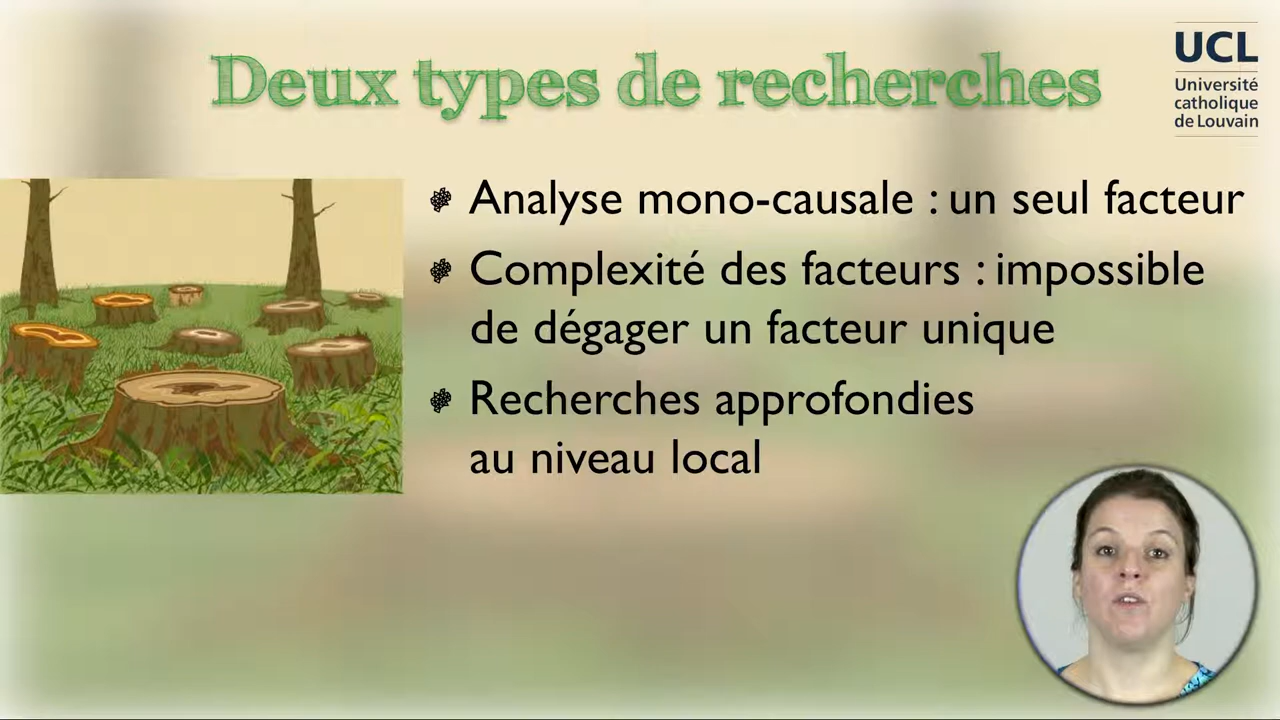 Deux types de recherches
UCL
Université
catholique
de Louvain
Analyse mono-causale : un seul facteur
Complexité des facteurs : impossible
de dégager un facteur unique
Recherches approfondies
au niveau local